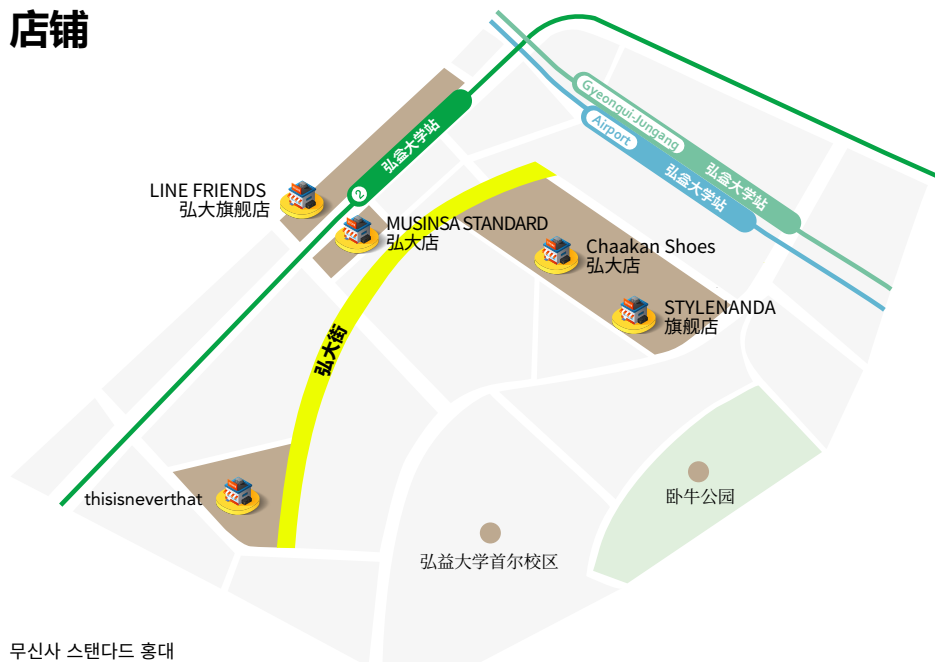 店铺
Gyeongui-Jungang
弘益大学站
Airport
弘益大学站
弘益大学站
2
LINE FRIENDS
弘大旗舰店
MUSINSA STANDARD
弘大店
Chaakan Shoes
弘大店
STYLENANDA
旗舰店
弘大街
thisisneverthat
卧牛公园
弘益大学首尔校区
무신사 스탠다드 홍대